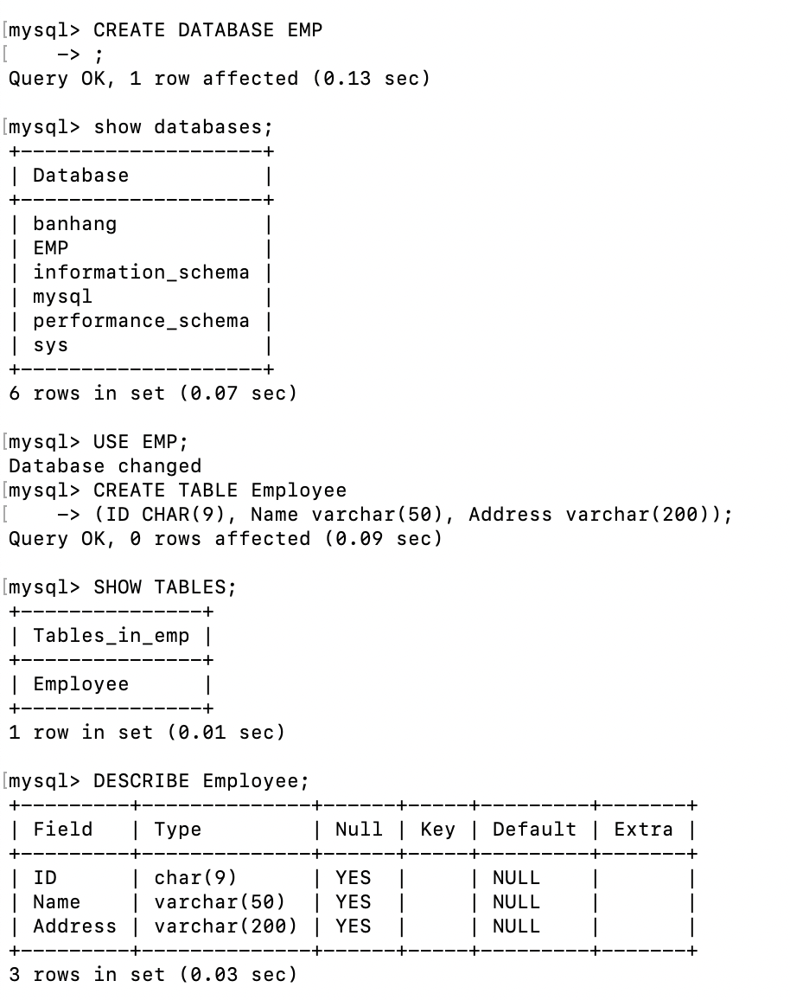 [mysql> CREATE DATABASE EMP
[    -> ;
Query OK, 1 row affected (0.13 sec)

[mysql> show databases;
+--------------------+
| Database           |
+--------------------+
| banhang            |
| EMP                |
| information_schema |
| mysql              |
| performance_schema |
| sys                |
+--------------------+
6 rows in set (0.07 sec)

[mysql> USE EMP;
Database changed
[mysql> CREATE TABLE Employee
[    -> (ID CHAR(9), Name varchar(50), Address varchar(200));
Query OK, 0 rows affected (0.09 sec)

[mysql> SHOW TABLES;
+---------------+
| Tables_in_emp |
+---------------+
| Employee      |
+---------------+
1 row in set (0.01 sec)

[mysql> DESCRIBE Employee;
+---------+--------------+------+-----+---------+-------+
| Field   | Type         | Null | Key | Default | Extra |
+---------+--------------+------+-----+---------+-------+
| ID      | char(9)      | YES  |     | NULL    |       |
| Name    | varchar(50)  | YES  |     | NULL    |       |
| Address | varchar(200) | YES  |     | NULL    |       |
+---------+--------------+------+-----+---------+-------+
3 rows in set (0.03 sec)